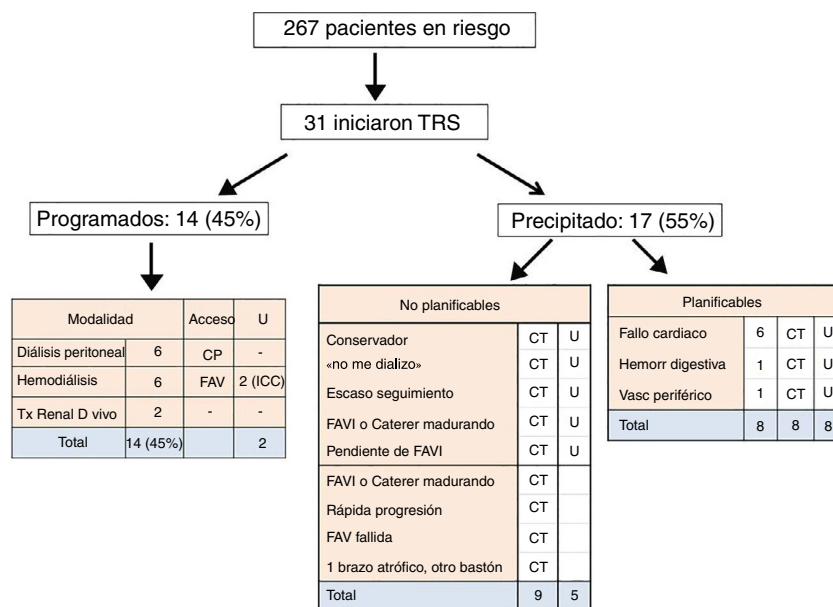 267 pacientes en riesgo
31 iniciaron TRS
Programados: 14 (45%)
Precipitado: 17 (55%)
Modalidad Acceso U
Diálisis peritoneal 6 CP -
Hemodiálisis 6 FAV 2 (ICC)
Tx Renal D vivo 2 - -
Total 14 (45%) 2
No planificables
Conservador CT U
«no me dializo» CT U
Escaso seguimiento CT U
FAVI o Caterer madurando CT U
Pendiente de FAVI CT U
FAVI o Caterer madurando CT
Rápida progresión CT
FAV fallida CT
1 brazo atrófico, otro bastón CT
Total 9 5
Planificables
Fallo cardiaco 6 CT U
Hemorr digestiva 1 CT U
Vasc periférico 1 CT U
Total 8 8 8